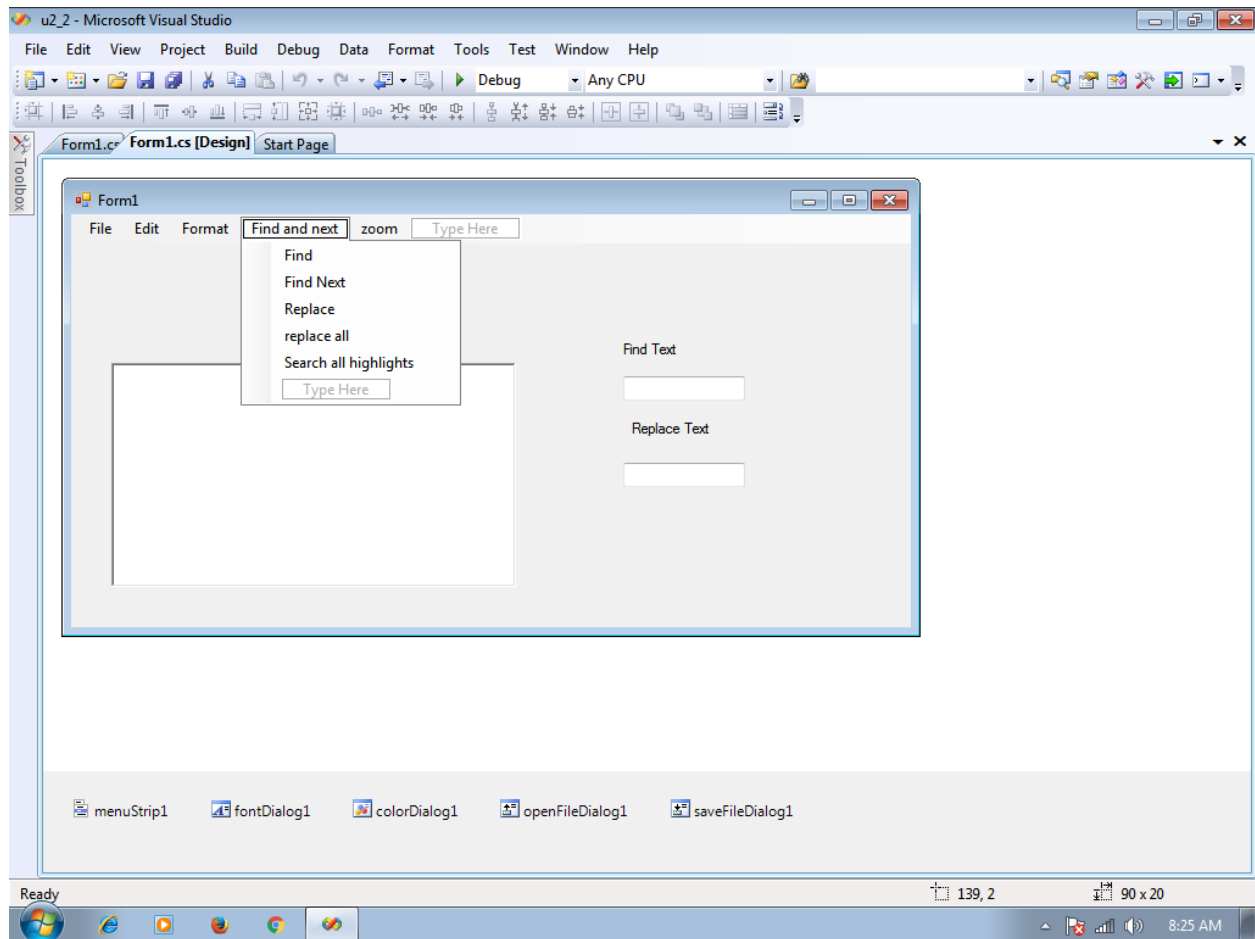 u2_2 - Microsoft Visual Studio
File Edit View Project Build Debug Data Format Tools Test Window Help
Debug Any CPU
Form1.cs Form1.cs [Design] Start Page
Toolbox
Form1
File Edit Format Find and next zoom Type Here
Find
Find Next
Replace
replace all
Search all highlights
Type Here
Find Text
Replace Text
menuStrip1 fontDialog1 colorDialog1 openFileDialog1 saveFileDialog1
Ready 139, 2 90 x 20
8:25 AM